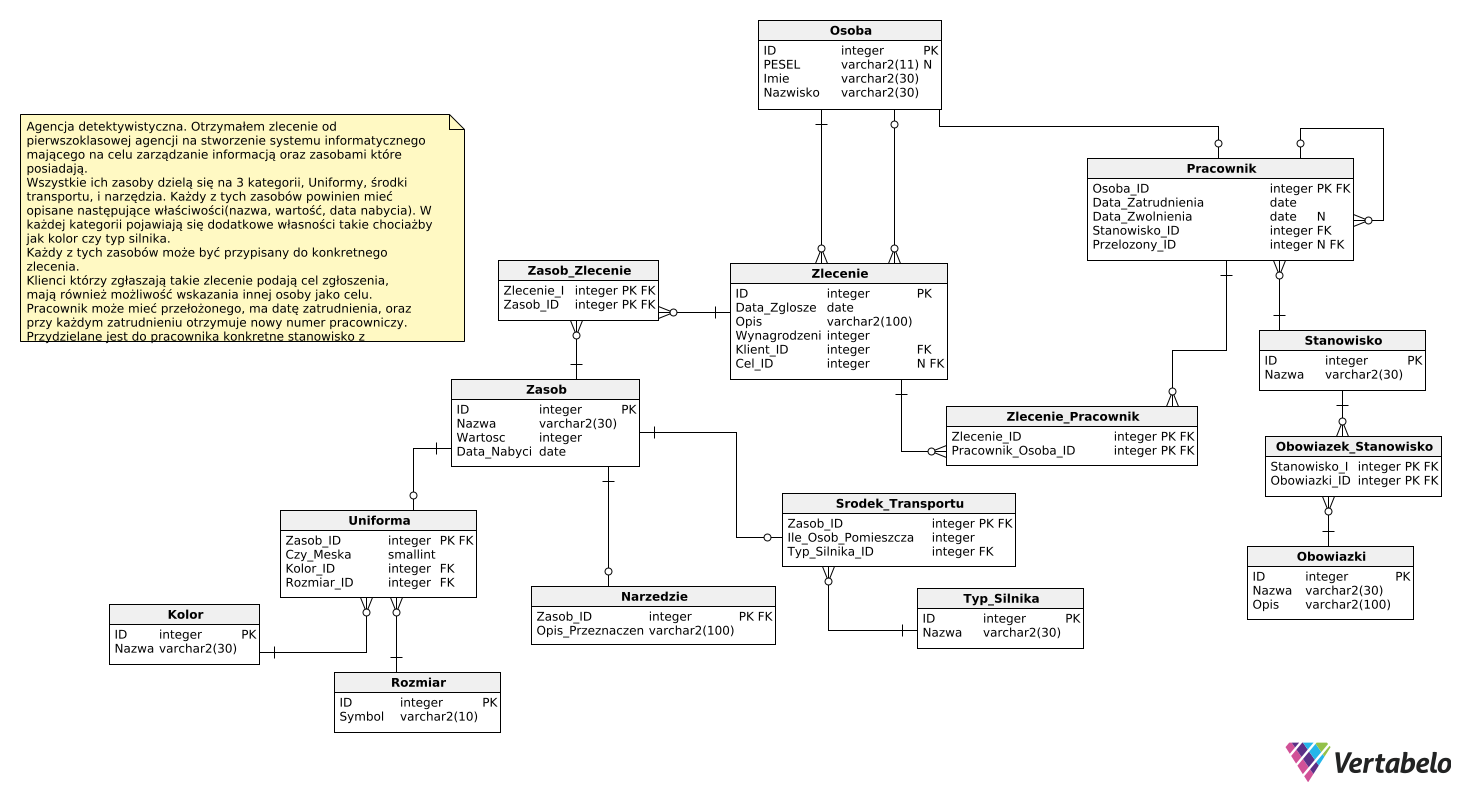 Osoba
ID integer PK
PESEL varchar2(11) N
Imie varchar2(30)
Nazwisko varchar2(30)
Agencja detektywistyczna. Otrzymałem zlecenie od
pierwszoklasowej agencji na stworzenie systemu informatycznego
mającego na celu zarządzanie informacją oraz zasobami które
posiadają.
Wszystkie ich zasoby dzielą się na 3 kategorii, Uniformy, środki
transportu, i narzędzia. Każdy z tych zasobów powinien mieć
opisane następujące właściwości(nazwa, wartość, data nabycia). W
każdej kategorii pojawiają się dodatkowe własności takie chociażby
jak kolor czy typ silnika.
Każdy z tych zasobów może być przypisany do konkretnego
zlecenia.
Klienci którzy zgłaszają takie zlecenie podają cel zgłoszenia,
mają również możliwość wskazania innej osoby jako celu.
Pracownik może mieć przełożonego, ma datę zatrudnienia, oraz
przy każdym zatrudnieniu otrzymuje nowy numer pracowniczy.
Przydzielane jest do pracownika konkretne stanowisko z
Pracownik
Osoba_ID integer PK FK
Data_Zatrudnienia date
Data_Zwolnienia date N
Stanowisko_ID integer FK
Przelozony_ID integer N FK
Zasob_Zlecenie
Zlecenie_I integer PK FK
Zasob_ID integer PK FK
Zlecenie
ID integer PK
Data_Zglosze date
Opis varchar2(100)
Wynagrodzeni integer
Klient_ID integer FK
Cel_ID integer N FK
Stanowisko
ID integer PK
Nazwa varchar2(30)
Zasob
ID integer PK
Nazwa varchar2(30)
Wartosc integer
Data_Nabyci date
Zlecenie_Pracownik
Zlecenie_ID integer PK FK
Pracownik_Osoba_ID integer PK FK
Obowiazek_Stanowisko
Stanowisko_I integer PK FK
Obowiazki_ID integer PK FK
Uniforma
Zasob_ID integer PK FK
Czy_Meska smallint
Kolor_ID integer FK
Rozmiar_ID integer FK
Srodek_Transportu
Zasob_ID integer PK FK
Ile_Osob_Pomieszcza integer
Typ_Silnika_ID integer FK
Obowiazki
ID integer PK
Nazwa varchar2(30)
Opis varchar2(100)
Kolor
ID integer PK
Nazwa varchar2(30)
Narzedzie
Zasob_ID integer PK FK
Opis_Przeznaczen varchar2(100)
Typ_Silnika
ID integer PK
Nazwa varchar2(30)
Rozmiar
ID integer PK
Symbol varchar2(10)
Vertabelo